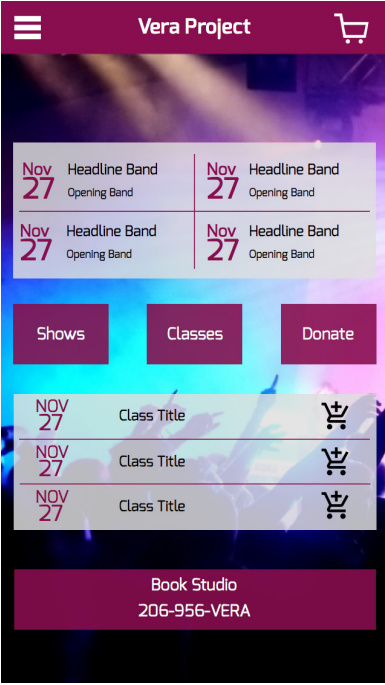 Vera Project
Nov
27
Headline Band
Opening Band
Nov
27
Headline Band
Opening Band
Nov
27
Headline Band
Opening Band
Nov
27
Headline Band
Opening Band
Shows
Classes
Donate
NOV
27
Class Title
NOV
27
Class Title
NOV
27
Class Title
Book Studio
206-956-VERA